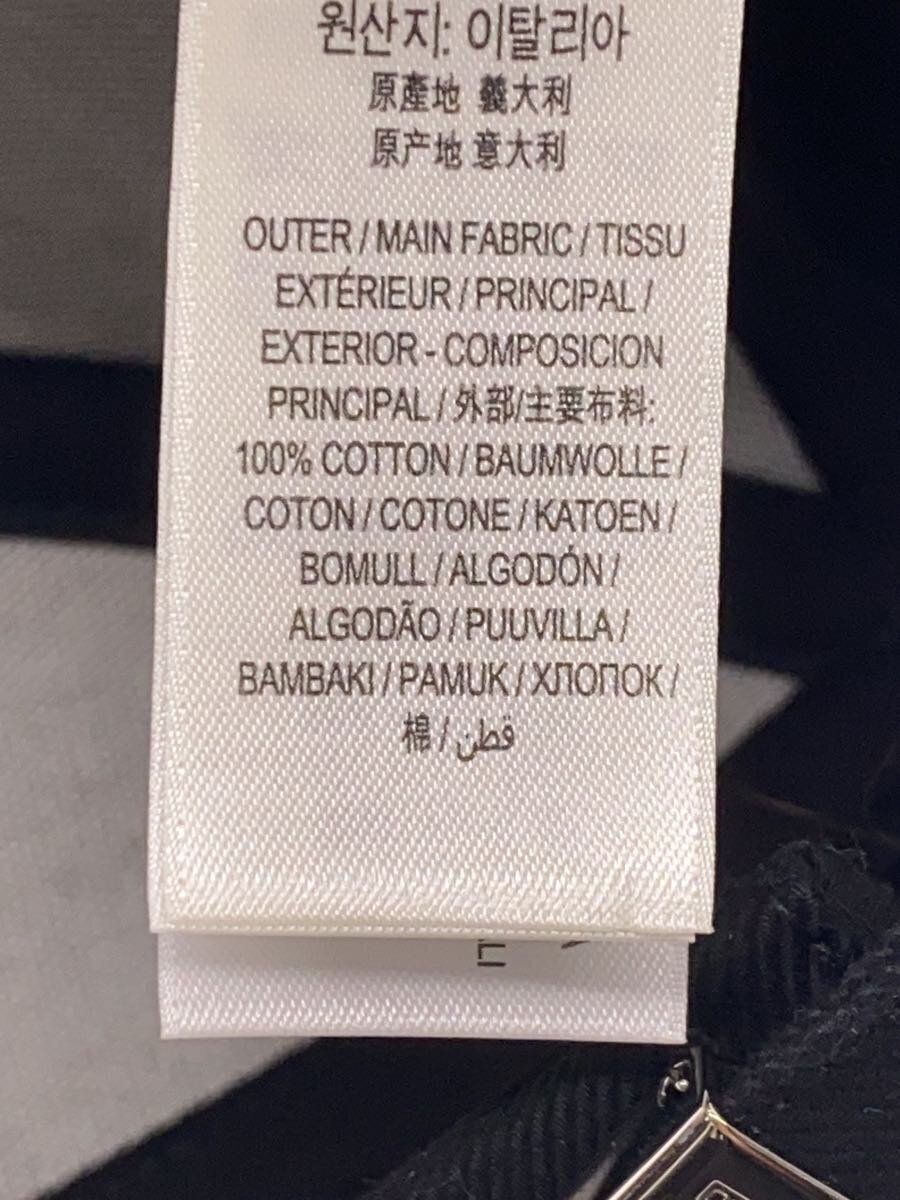 원산지: 이탈리아
原產地 義大利
原产地 意大利
OUTER / MAIN FABRIC / TISSU
EXTÉRIEUR / PRINCIPAL /
EXTERIOR - COMPOSICION
PRINCIPAL / 外部/主要布料:
100% COTTON / BAUMWOLLE /
COTON / COTONE / KATOEN /
BOMULL / ALGODÓN /
ALGODÃO / PUUVILLA /
BAMBAKI / PAMUK / ХЛОПОК /
棉 / قطن